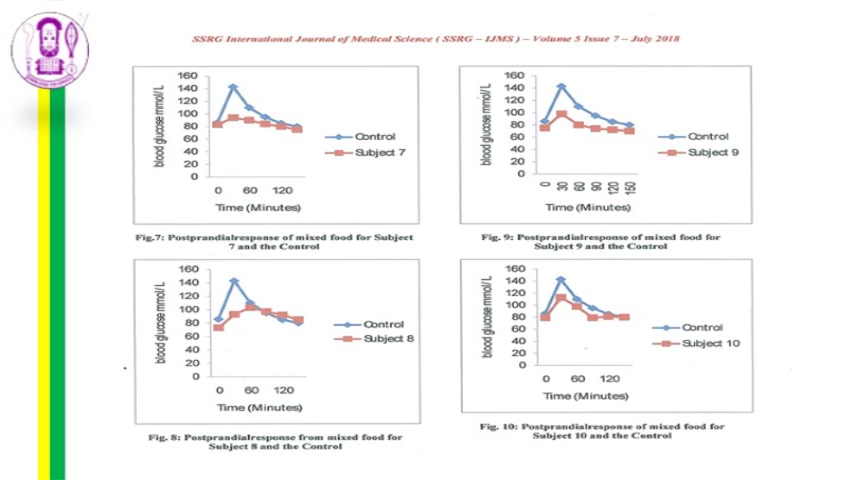 SSRG International Journal of Medical Science ( SSRG – IJMS ) – Volume 5 Issue 7 – July 2018
blood glucose mmol/ L
160
140
120
100
80
60
40
20
0
0 60 120
Time (Minutes)
Control
Subject 7
Fig.7: Postprandialresponse of mixed food for Subject
7 and the Control
blood glucose mmol/ L
160
140
120
100
80
60
40
20
0
0 30 60 90 120 150
Time (Minutes)
Control
Subject 9
Fig. 9: Postprandialresponse of mixed food for
Subject 9 and the Control
blood glucose mmol/ L
160
140
120
100
80
60
40
20
0
0 60 120
Time (Minutes)
Control
Subject 8
Fig. 8: Postprandialresponse from mixed food for
Subject 8 and the Control
blood glucose mmol/ L
160
140
120
100
80
60
40
20
0
0 60 120
Time (Minutes)
Control
Subject 10
Fig. 10: Postprandialresponse of mixed food for
Subject 10 and the Control